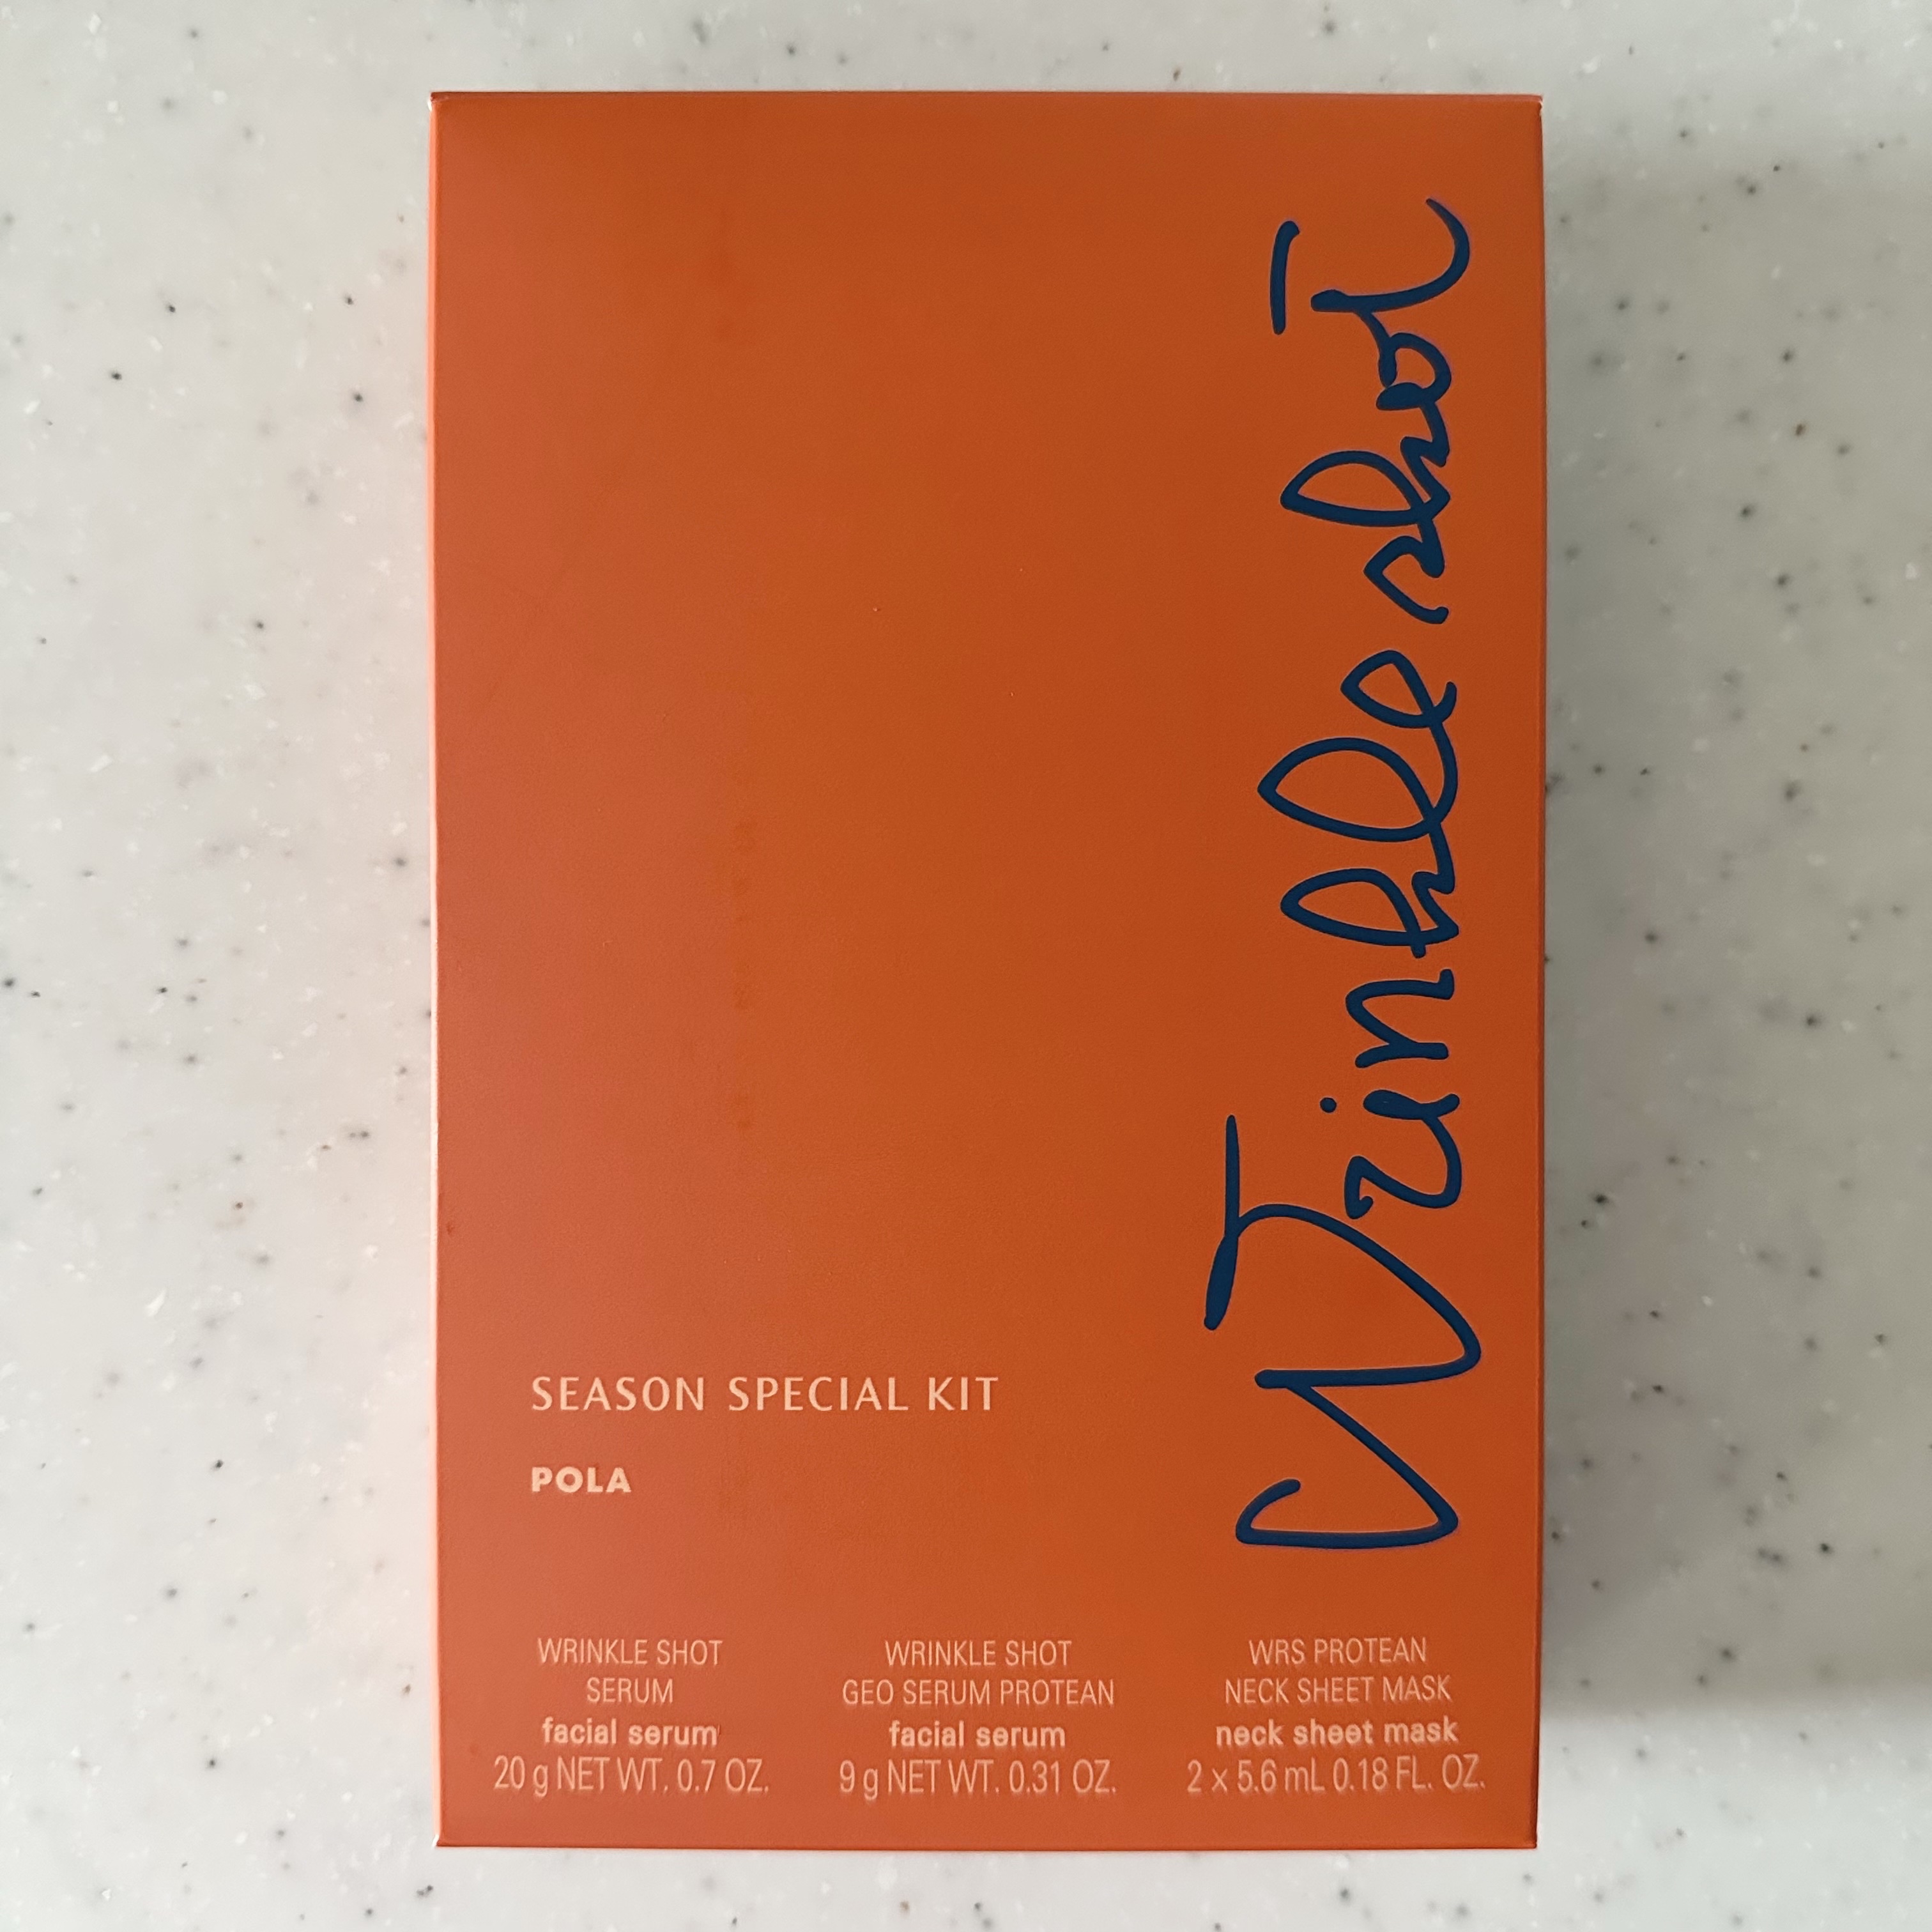 Wrinkle shot
SEASON SPECIAL KIT
POLA
WRINKLE SHOT
SERUM
facial serum
20 g NET WT. 0.7 OZ.
WRINKLE SHOT
GEO SERUM PROTEAN
facial serum
9 g NET WT. 0.31 OZ.
WRS PROTEAN
NECK SHEET MASK
neck sheet mask
2 x 5.6 mL 0.18 FL. OZ.